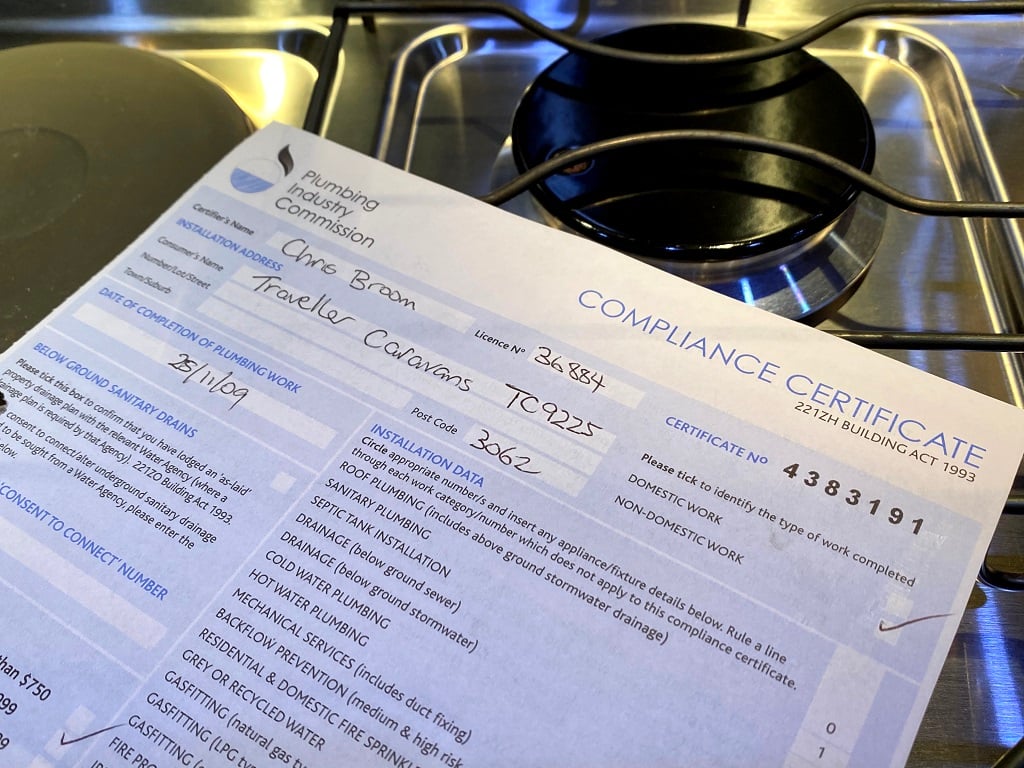 Plumbing
Industry
Commission
COMPLIANCE CERTIFICATE
221ZH BUILDING ACT 1993
Certifier's Name Chris Broom Licence No 36884
CERTIFICATE No 4383191
INSTALLATION ADDRESS
Consumer's Name Traveller Caravans TC9225
Number/Lot/Street
Town/Suburb
Post Code 3062
Please tick to identify the type of work completed
DOMESTIC WORK
NON-DOMESTIC WORK
DATE OF COMPLETION OF PLUMBING WORK
25/11/09
BELOW GROUND SANITARY DRAINS
Please tick this box to confirm that you have lodged an 'as-laid'
property drainage plan with the relevant Water Agency (where a
drainage plan is required by that Agency). 221ZO Building Act 1993.
consent to connect/alter underground sanitary drainage
to be sought from a Water Agency, please enter the
below.
'CONSENT TO CONNECT' NUMBER
than $750
INSTALLATION DATA
Circle appropriate number/s and insert any appliance/fixture details below. Rule a line
through each work category/number which does not apply to this compliance certificate.
ROOF PLUMBING (includes above ground stormwater drainage)
SANITARY PLUMBING
SEPTIC TANK INSTALLATION
DRAINAGE (below ground sewer)
DRAINAGE (below ground stormwater)
COLD WATER PLUMBING
HOT WATER PLUMBING
MECHANICAL SERVICES (includes duct fixing)
BACKFLOW PREVENTION (medium & high risk
RESIDENTIAL & DOMESTIC FIRE SPRINKL
GREY OR RECYCLED WATER
GASFITTING (natural gas
GASFITTING (LPG
GASFITTING
FIRE
0
1